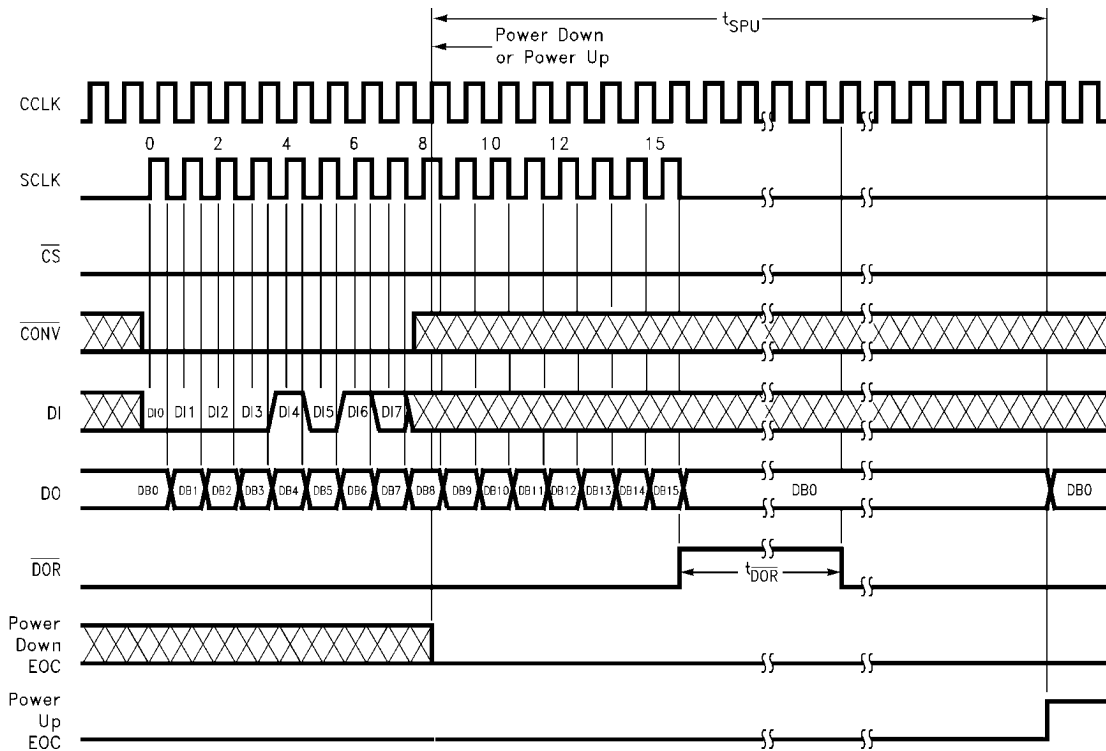 tSPU
Power Down
or Power Up
CCLK
0 2 4 6 8 10 12 15
SCLK
CS
CONV
DI DI0 DI1 DI2 DI3 DI4 DI5 DI6 DI7
DO DB0 DB1 DB2 DB3 DB4 DB5 DB6 DB7 DB8 DB9 DB10 DB11 DB12 DB13 DB14 DB15 DB0 DB0
DOR tDOR
Power
Down
EOC
Power
Up
EOC